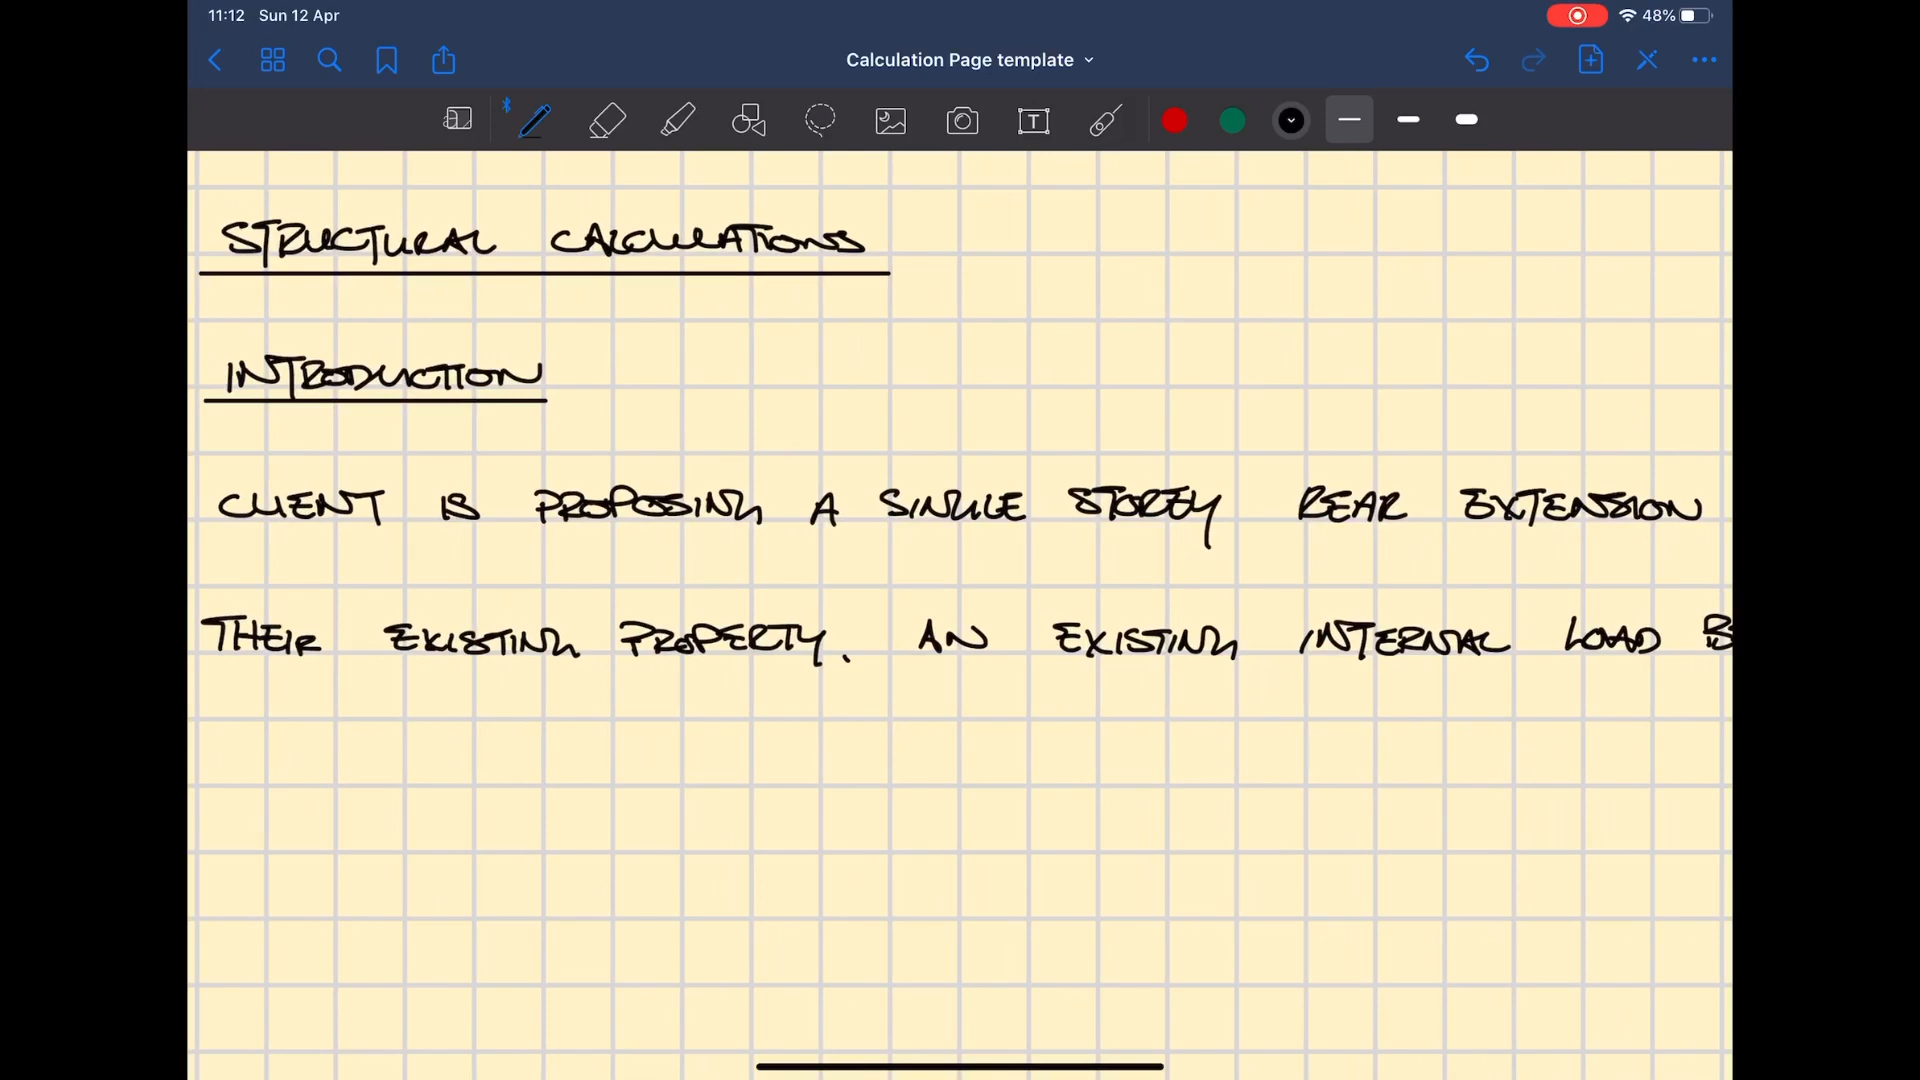 11:12 Sun 12 Apr 48%
Calculation Page template
T
STRUCTURAL CALCULATIONS
INTRODUCTION
CLIENT IS PROPOSING A SINGLE STOREY REAR EXTENSION
THEIR EXISTING PROPERTY. AN EXISTING INTERNAL LOAD B